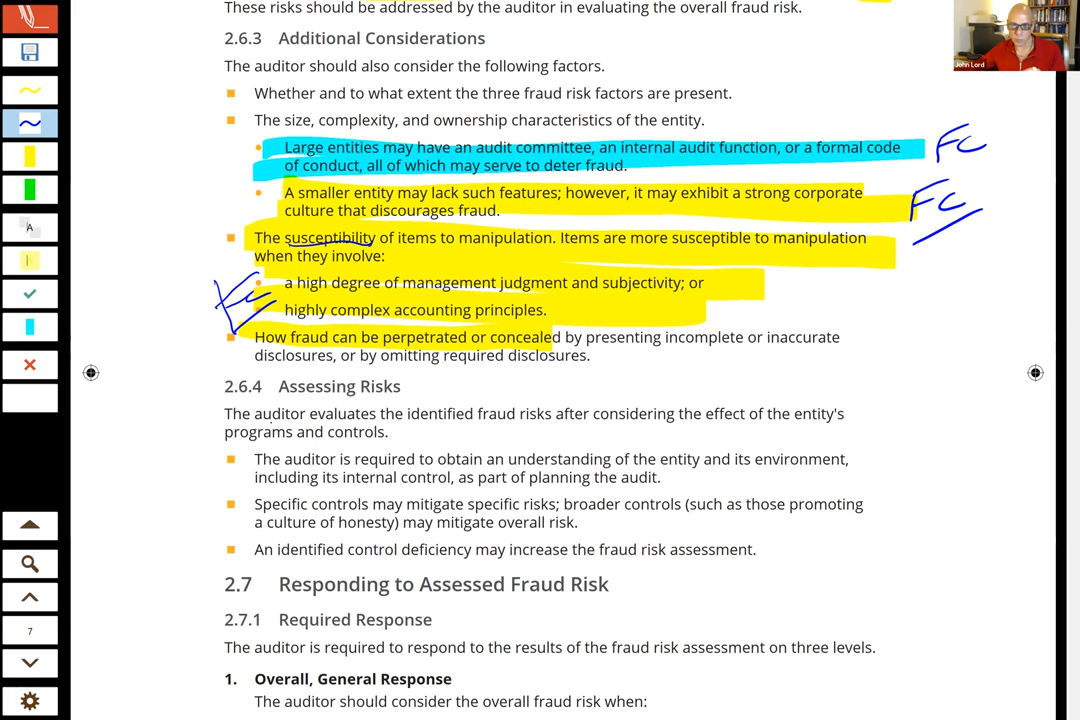 These risks should be addressed by the auditor in evaluating the overall fraud risk.
John Lord
2.6.3 Additional Considerations
The auditor should also consider the following factors.
Whether and to what extent the three fraud risk factors are present.
The size, complexity, and ownership characteristics of the entity.
Large entities may have an audit committee, an internal audit function, or a formal code
of conduct, all of which may serve to deter fraud.
FC
A smaller entity may lack such features; however, it may exhibit a strong corporate
culture that discourages fraud.
FC
The susceptibility of items to manipulation. Items are more susceptible to manipulation
when they involve:
a high degree of management judgment and subjectivity; or
FC
highly complex accounting principles.
How fraud can be perpetrated or concealed by presenting incomplete or inaccurate
disclosures, or by omitting required disclosures.
2.6.4 Assessing Risks
The auditor evaluates the identified fraud risks after considering the effect of the entity's
programs and controls.
The auditor is required to obtain an understanding of the entity and its environment,
including its internal control, as part of planning the audit.
Specific controls may mitigate specific risks; broader controls (such as those promoting
a culture of honesty) may mitigate overall risk.
An identified control deficiency may increase the fraud risk assessment.
2.7 Responding to Assessed Fraud Risk
2.7.1 Required Response
The auditor is required to respond to the results of the fraud risk assessment on three levels.
1. Overall, General Response
The auditor should consider the overall fraud risk when:
A
7